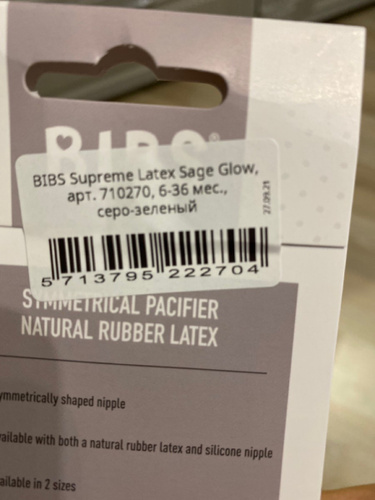 BIBS®
BIBS Supreme Latex Sage Glow,
арт. 710270, 6-36 мес.,
серо-зеленый
27.09.21
5 713795 222704
SYMMETRICAL PACIFIER
NATURAL RUBBER LATEX
ymmetrically shaped nipple
vailable with both a natural rubber latex and silicone nipple
ailable in 2 sizes